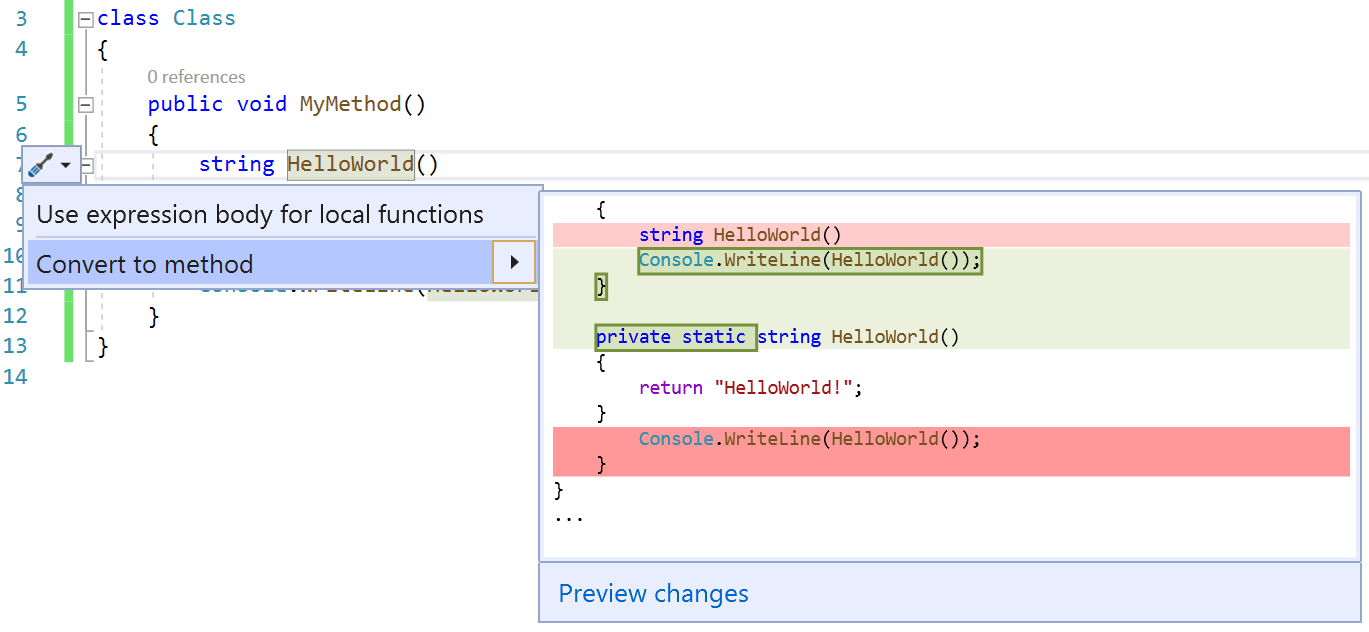 3 class Class
4 {
0 references
5 public void MyMethod()
6 {
7 string HelloWorld()
8
9
10
11 Console.WriteLine(HelloWorld
12 }
13 }
14
Use expression body for local functions
Convert to method
{
string HelloWorld()
Console.WriteLine(HelloWorld());
}
private static string HelloWorld()
{
return "HelloWorld!";
}
Console.WriteLine(HelloWorld());
}
}
...
Preview changes